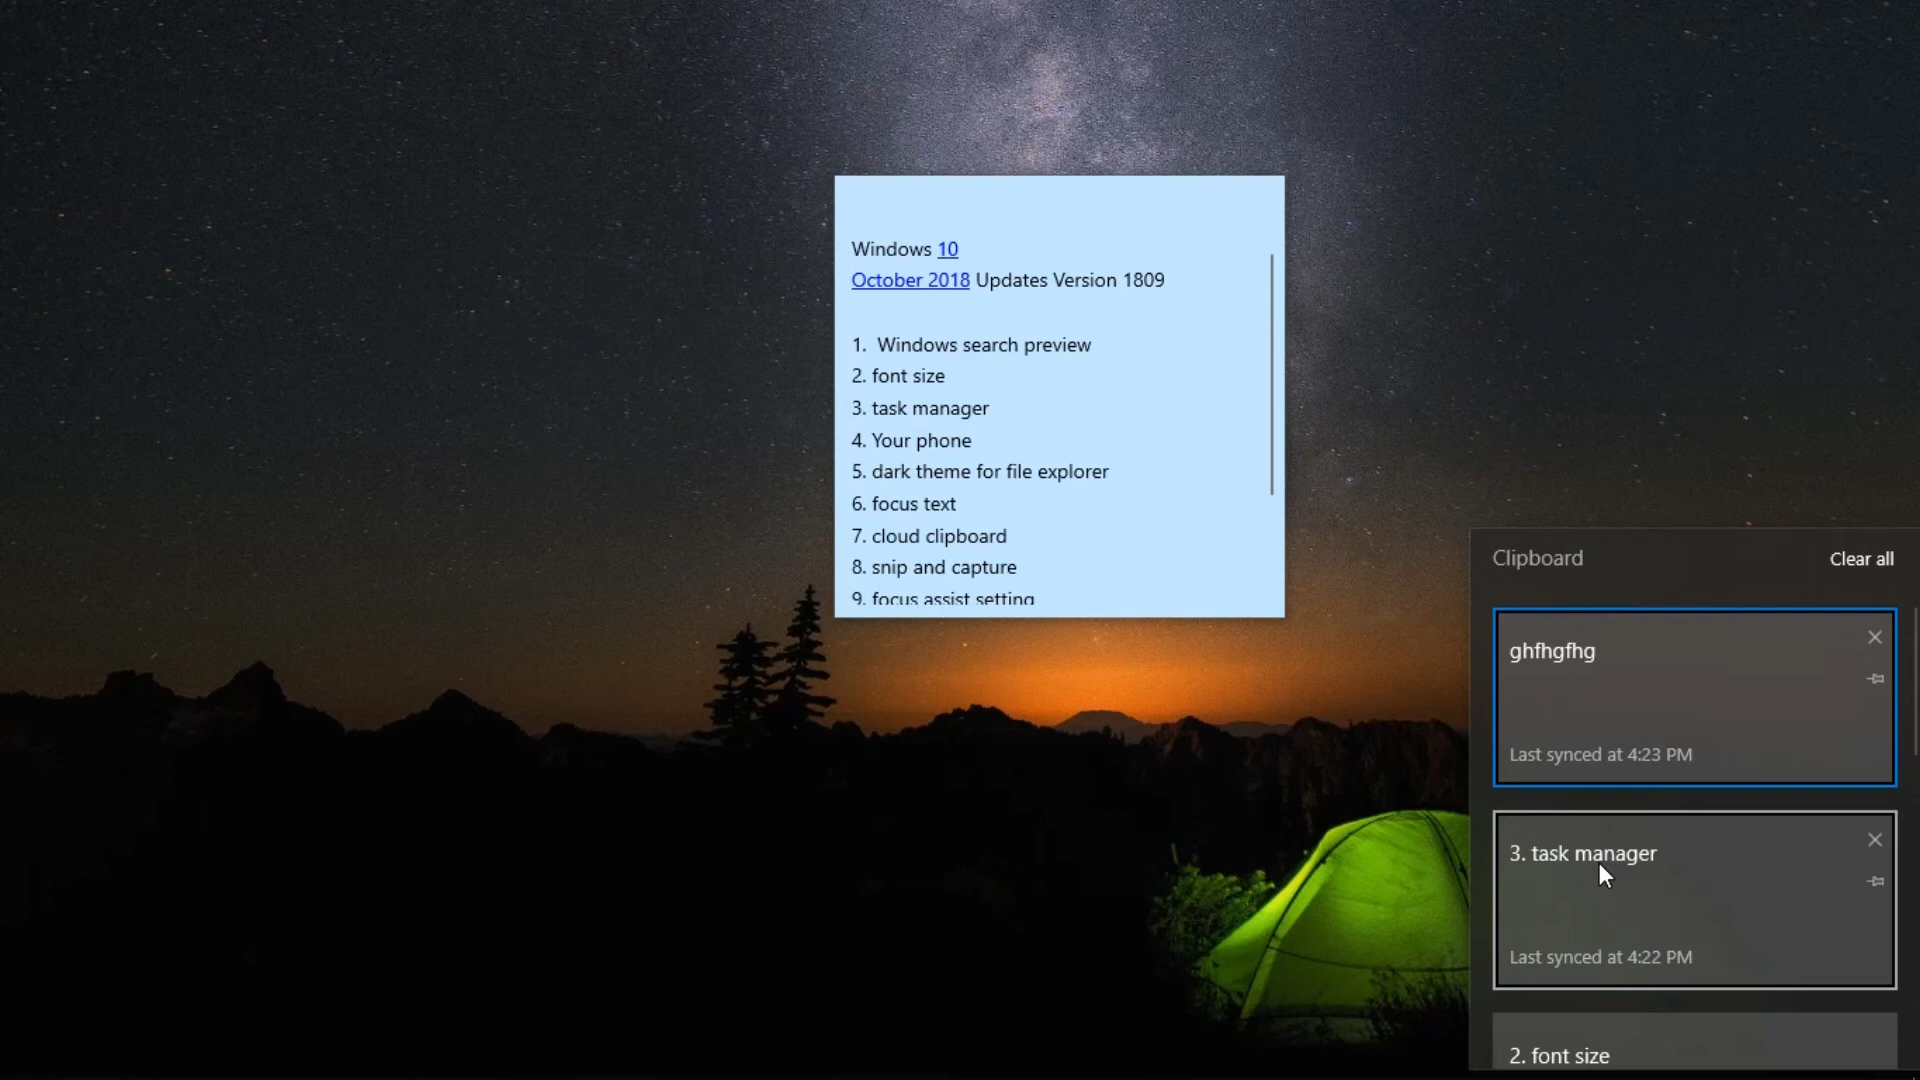 Windows 10
October 2018 Updates Version 1809
1. Windows search preview
2. font size
3. task manager
4. Your phone
5. dark theme for file explorer
6. focus text
7. cloud clipboard
8. snip and capture
9. focus assist setting
Clipboard
Clear all
ghfhgfhg
Last synced at 4:23 PM
3. task manager
Last synced at 4:22 PM
2. font size